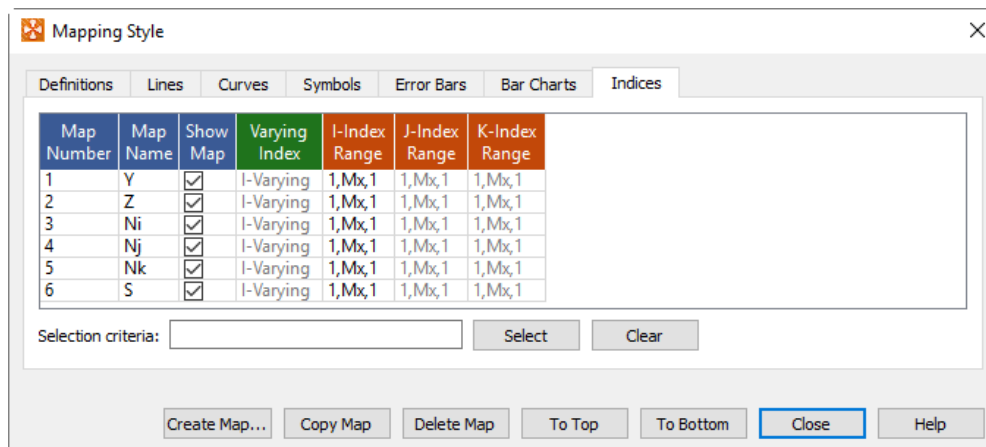 Mapping Style
Definitions Lines Curves Symbols Error Bars Bar Charts Indices
Map Number Map Name Show Map Varying Index I-Index Range J-Index Range K-Index Range
1 Y I-Varying 1,Mx,1 1,Mx,1 1,Mx,1
2 Z I-Varying 1,Mx,1 1,Mx,1 1,Mx,1
3 Ni I-Varying 1,Mx,1 1,Mx,1 1,Mx,1
4 Nj I-Varying 1,Mx,1 1,Mx,1 1,Mx,1
5 Nk I-Varying 1,Mx,1 1,Mx,1 1,Mx,1
6 S I-Varying 1,Mx,1 1,Mx,1 1,Mx,1
Selection criteria: Select Clear
Create Map... Copy Map Delete Map To Top To Bottom Close Help